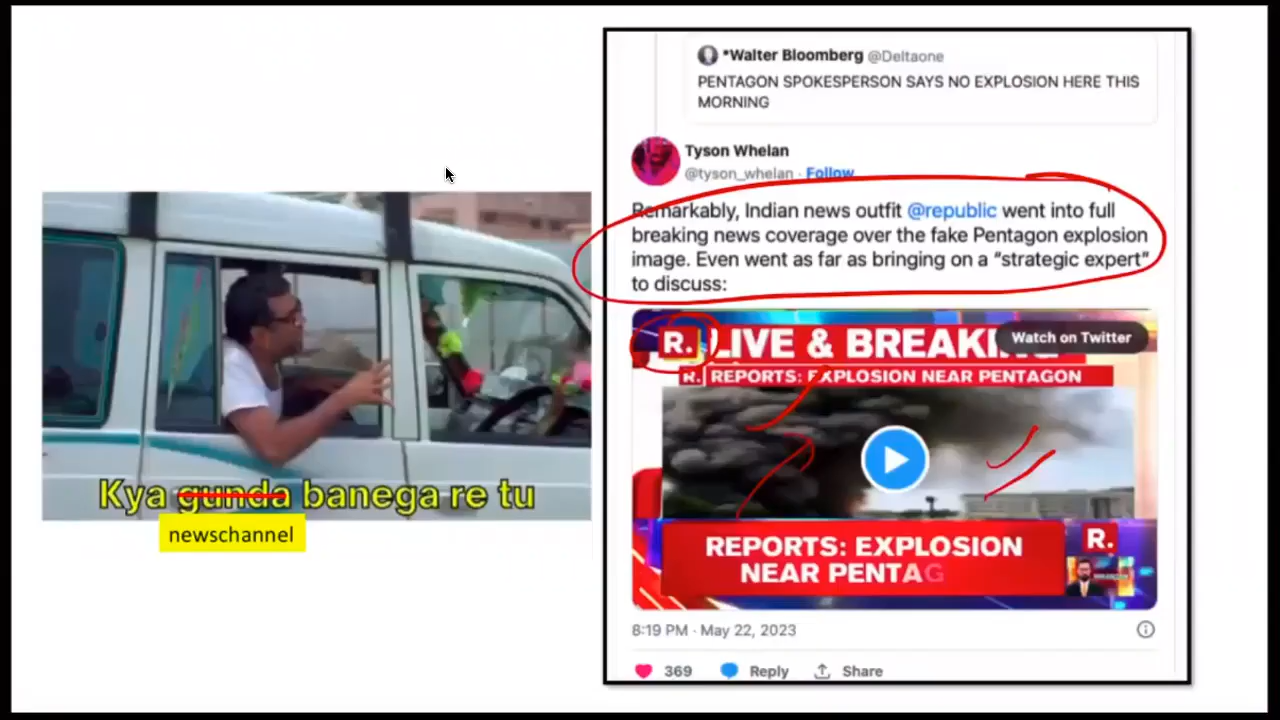 Kya gunda banega re tu
newschannel
*Walter Bloomberg @Deltaone
PENTAGON SPOKESPERSON SAYS NO EXPLOSION HERE THIS
MORNING
Tyson Whelan
@tyson_whelan · Follow
Remarkably, Indian news outfit @republic went into full
breaking news coverage over the fake Pentagon explosion
image. Even went as far as bringing on a “strategic expert”
to discuss:
R. LIVE & BREAKING
Watch on Twitter
R. REPORTS: EXPLOSION NEAR PENTAGON
REPORTS: EXPLOSION
NEAR PENTAG
R.
8:19 PM · May 22, 2023
369 Reply Share